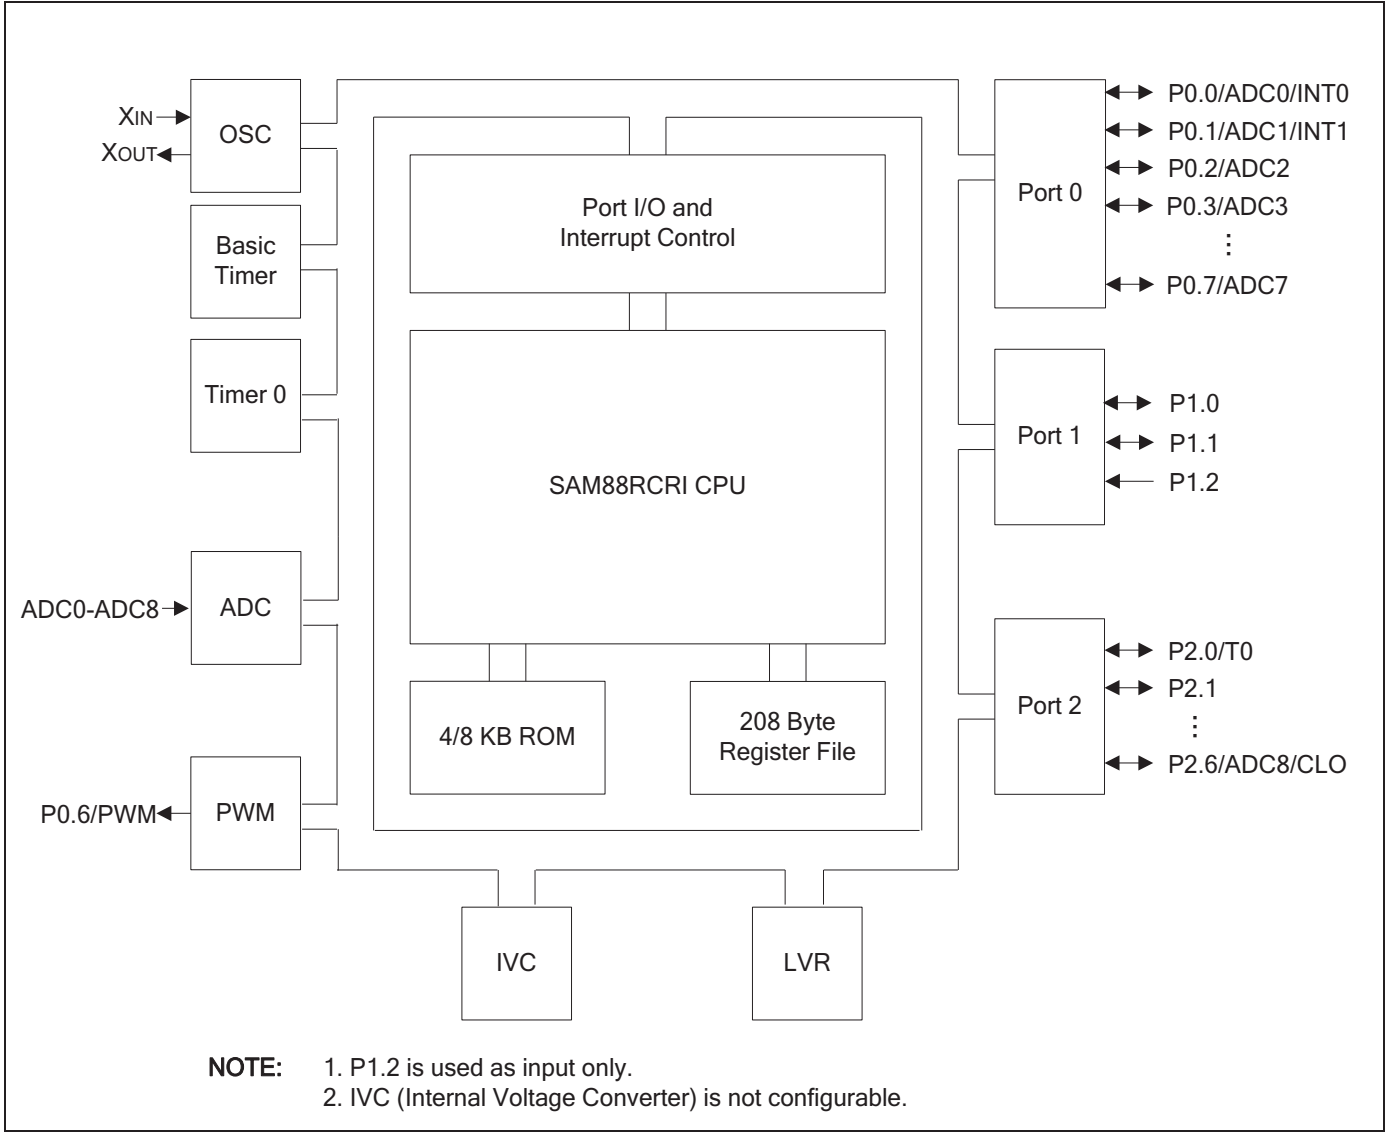 XIN
XOUT
OSC
Basic
Timer
Timer 0
ADC0-ADC8
ADC
P0.6/PWM
PWM
Port I/O and
Interrupt Control
SAM88RCRI CPU
4/8 KB ROM
208 Byte
Register File
IVC
LVR
Port 0
P0.0/ADC0/INT0
P0.1/ADC1/INT1
P0.2/ADC2
P0.3/ADC3
P0.7/ADC7
Port 1
P1.0
P1.1
P1.2
Port 2
P2.0/T0
P2.1
P2.6/ADC8/CLO
NOTE: 1. P1.2 is used as input only.
2. IVC (Internal Voltage Converter) is not configurable.